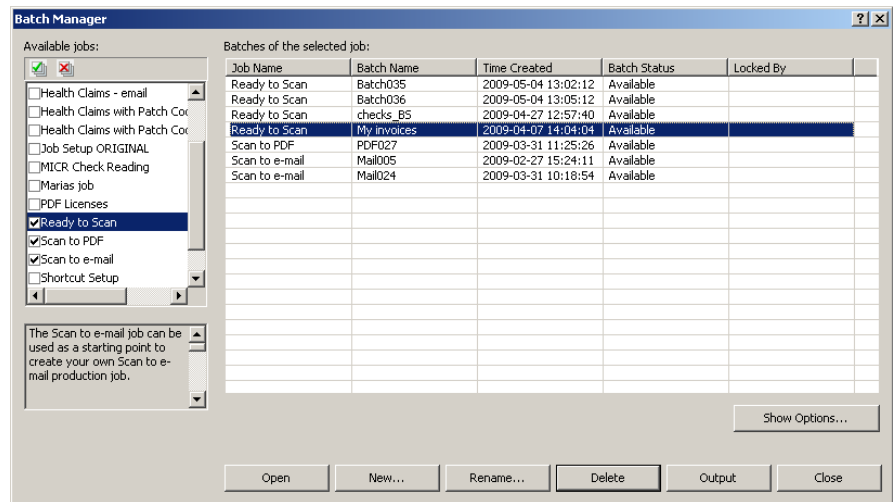 Batch Manager
Available jobs:
Health Claims - email
Health Claims with Patch Co
Health Claims with Patch Co
Job Setup ORIGINAL
MICR Check Reading
Marias job
PDF Licenses
Ready to Scan
Scan to PDF
Scan to e-mail
Shortcut Setup
The Scan to e-mail job can be
used as a starting point to
create your own Scan to e-
mail production job.
Batches of the selected job:
Job Name Batch Name Time Created Batch Status Locked By
Ready to Scan Batch035 2009-05-04 13:02:12 Available
Ready to Scan Batch036 2009-05-04 13:05:12 Available
Ready to Scan checks_BS 2009-04-27 12:57:40 Available
Ready to Scan My invoices 2009-04-07 14:04:04 Available
Scan to PDF PDF027 2009-03-31 11:25:26 Available
Scan to e-mail Mail005 2009-02-27 15:24:11 Available
Scan to e-mail Mail024 2009-03-31 10:18:54 Available
Show Options...
Open New... Rename... Delete Output Close